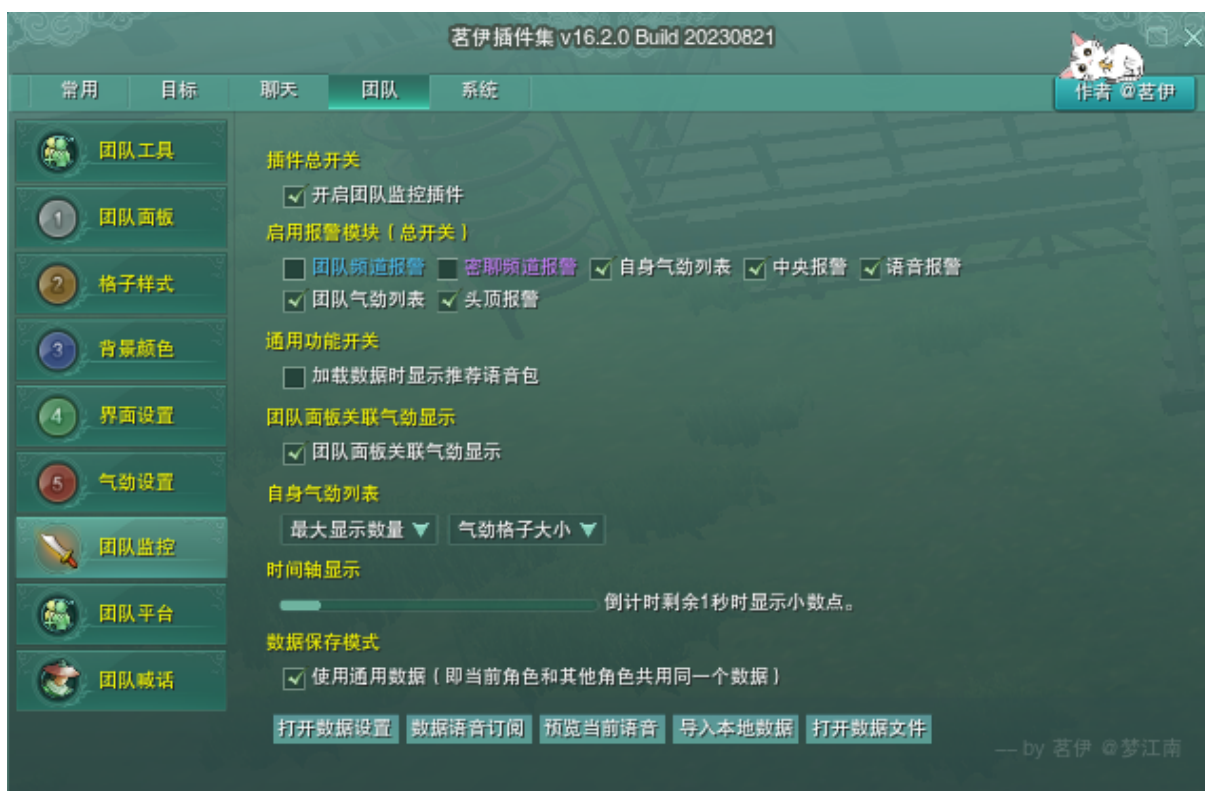 茗伊插件集 v16.2.0 Build 20230821
常用 目标 聊天 团队 系统
作者 @茗伊
团队工具
1 团队面板
2 格子样式
3 背景颜色
4 界面设置
5 气劲设置
团队监控
团队平台
团队喊话
插件总开关
开启团队监控插件
启用报警模块(总开关)
团队频道报警 密聊频道报警 自身气劲列表 中央报警 语音报警
团队气劲列表 头顶报警
通用功能开关
加载数据时显示推荐语音包
团队面板关联气劲显示
团队面板关联气劲显示
自身气劲列表
最大显示数量 气劲格子大小
时间轴显示
倒计时剩余1秒时显示小数点。
数据保存模式
使用通用数据(即当前角色和其他角色共用同一个数据)
打开数据设置 数据语音订阅 预览当前语音 导入本地数据 打开数据文件
— by 茗伊 @梦江南